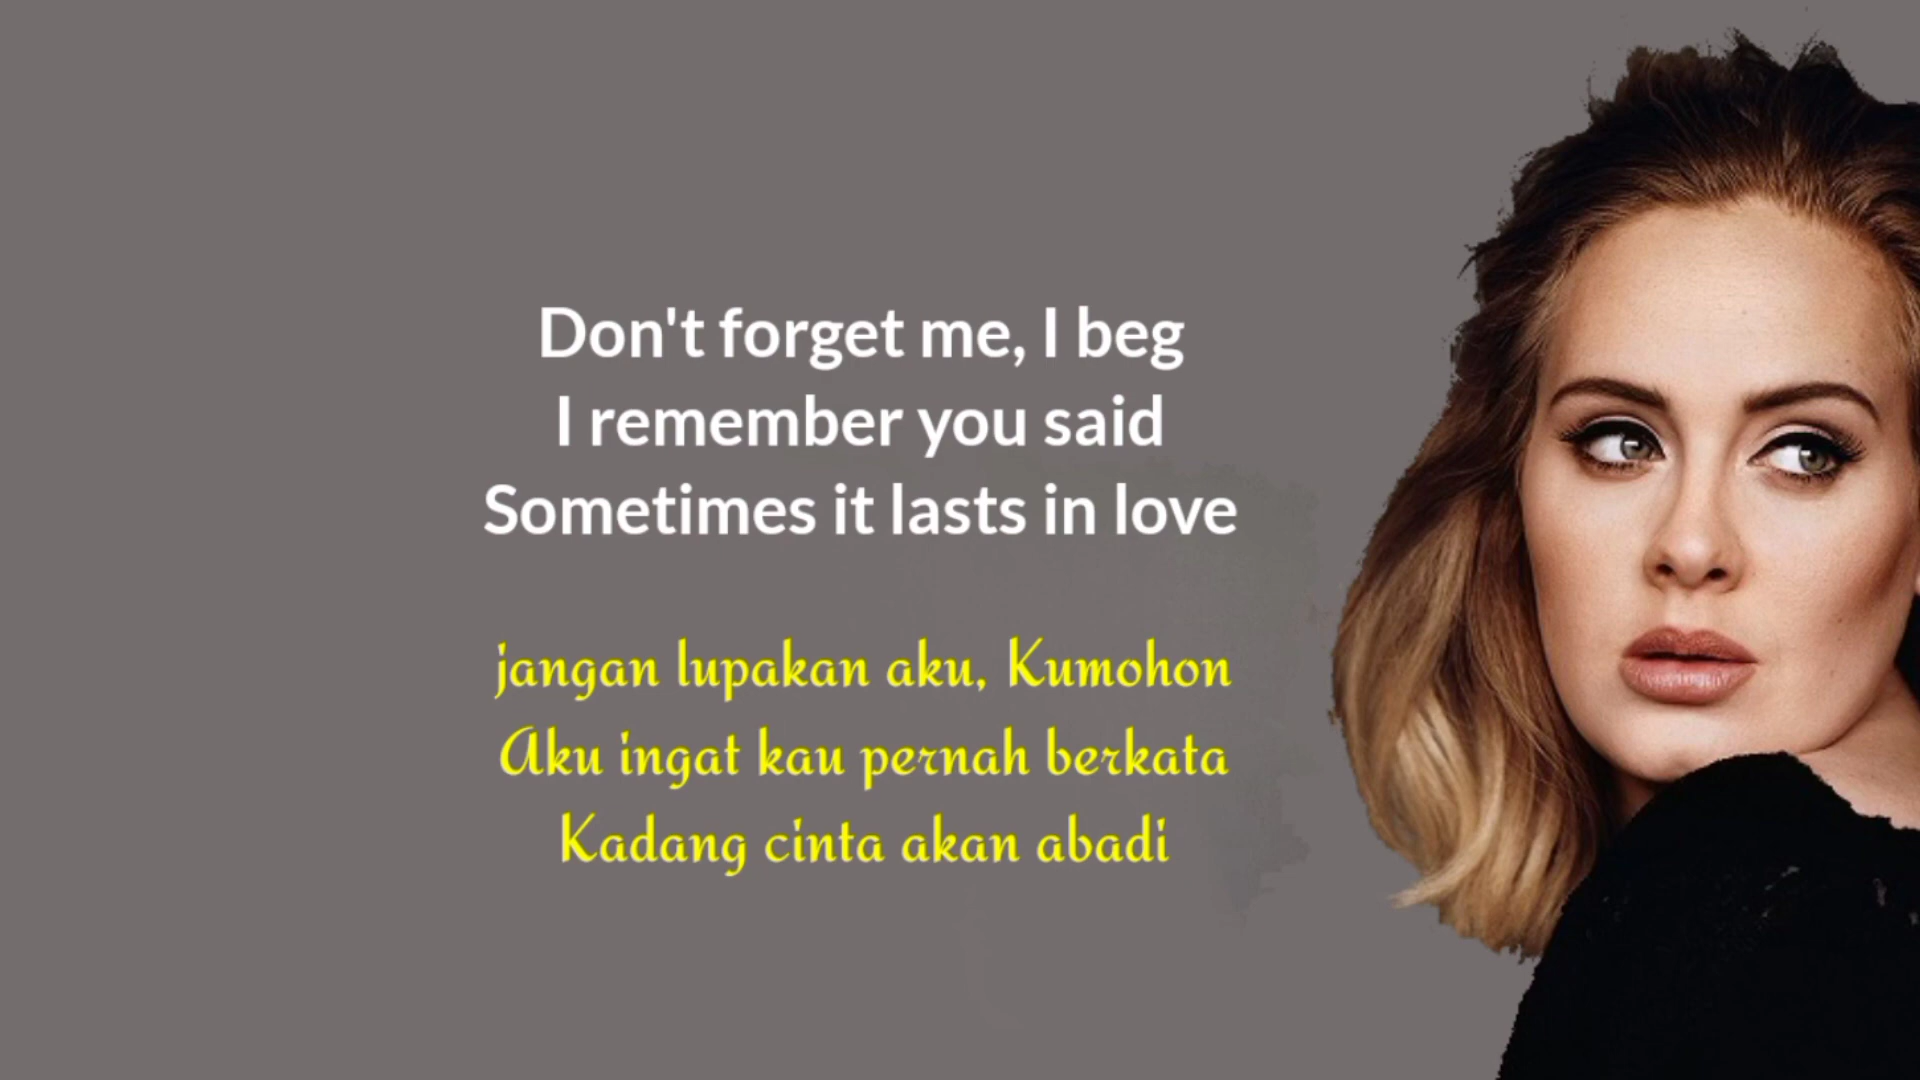 Don't forget me, I beg
I remember you said
Sometimes it lasts in love
jangan lupakan aku, Kumohon
Aku ingat kau pernah berkata
Kadang cinta akan abadi